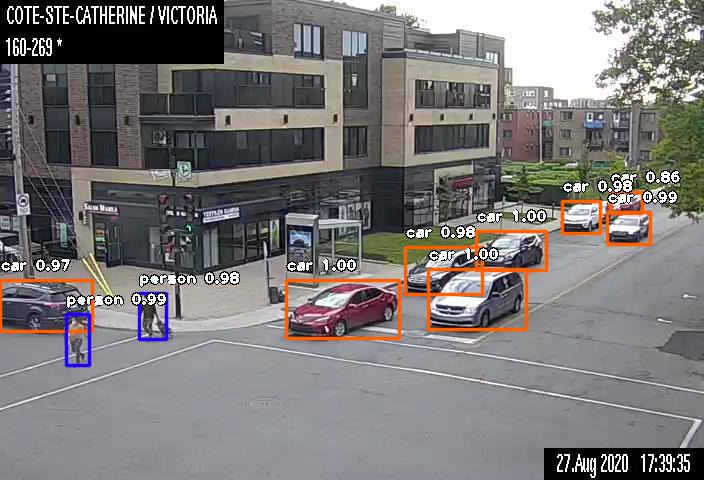 COTE-STE-CATHERINE / VICTORIA
160-269 *
car 0.86
car 0.98
car 0.99
car 1.00
car 0.98
car 1.00
car 0.97
person 0.98
car 1.00
person 0.99
27.Aug 2020 17:39:35